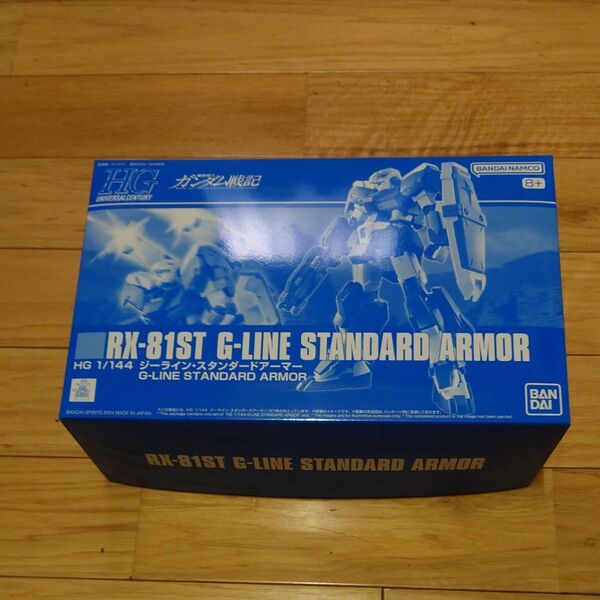 HG
UNIVERSAL CENTURY
ガンダム戦記
BANDAI NAMCO
8+
RX-81ST G-LINE STANDARD ARMOR
HG 1/144 ジーライン・スタンダードアーマー
G-LINE STANDARD ARMOR
BANDAI SPIRITS 2024 MADE IN JAPAN
BAN
DAI
RX-81ST G-LINE STANDARD ARMOR